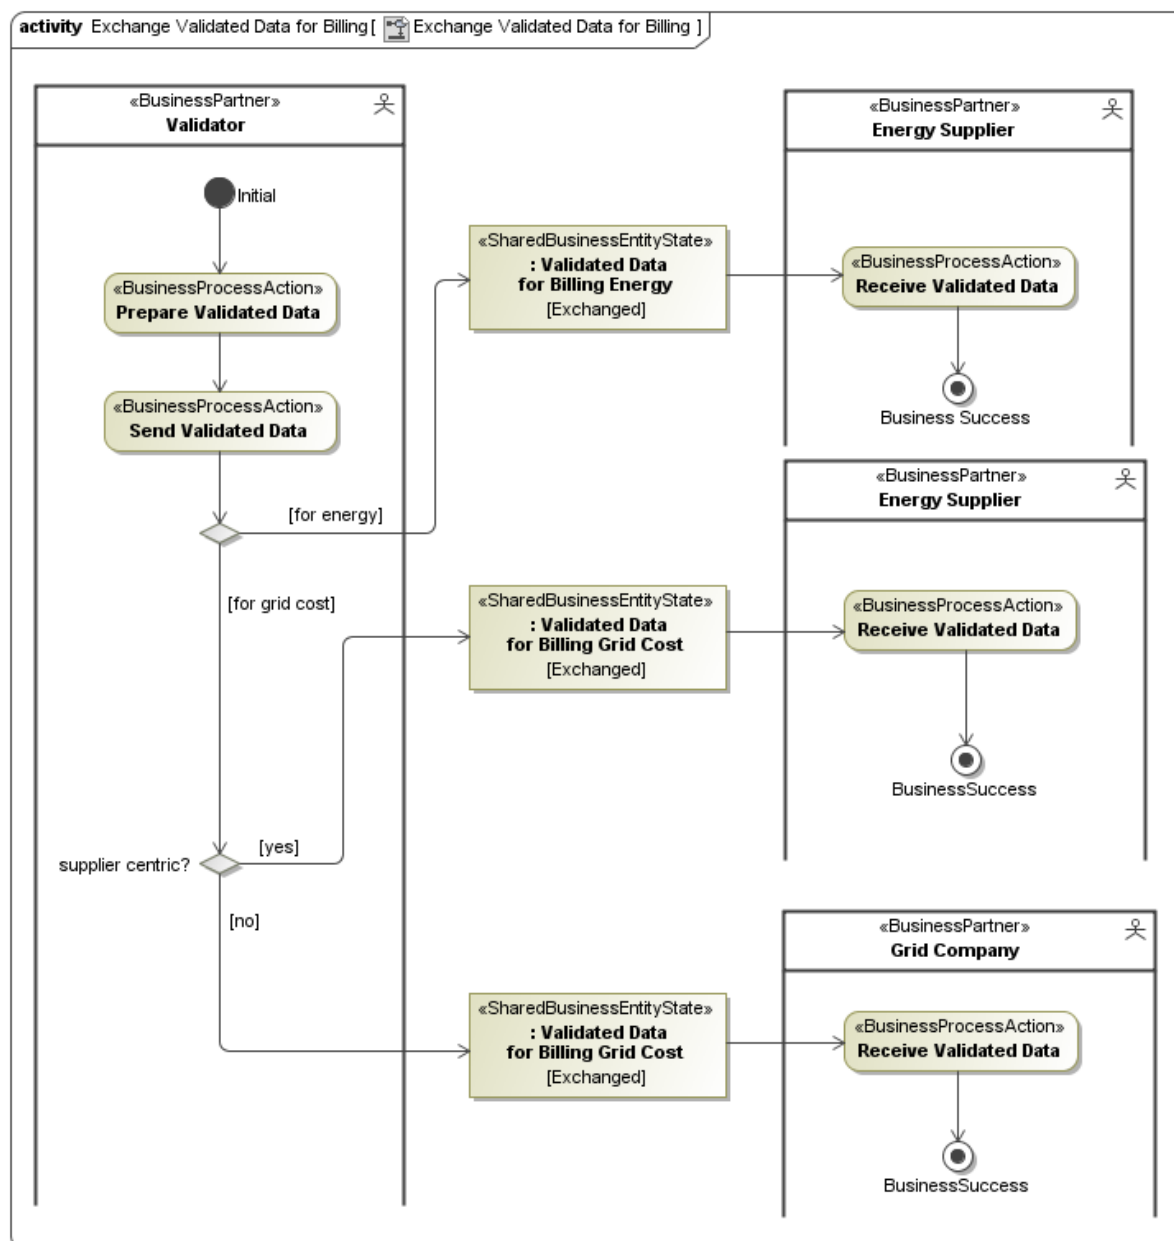 activity Exchange Validated Data for Billing[ Exchange Validated Data for Billing ]
«BusinessPartner»
Validator
Initial
«BusinessProcessAction»
Prepare Validated Data
«BusinessProcessAction»
Send Validated Data
[for energy]
[for grid cost]
supplier centric?
[yes]
[no]
«SharedBusinessEntityState»
: Validated Data
for Billing Energy
[Exchanged]
«BusinessPartner»
Energy Supplier
«BusinessProcessAction»
Receive Validated Data
Business Success
«SharedBusinessEntityState»
: Validated Data
for Billing Grid Cost
[Exchanged]
«BusinessPartner»
Energy Supplier
«BusinessProcessAction»
Receive Validated Data
BusinessSuccess
«SharedBusinessEntityState»
: Validated Data
for Billing Grid Cost
[Exchanged]
«BusinessPartner»
Grid Company
«BusinessProcessAction»
Receive Validated Data
BusinessSuccess